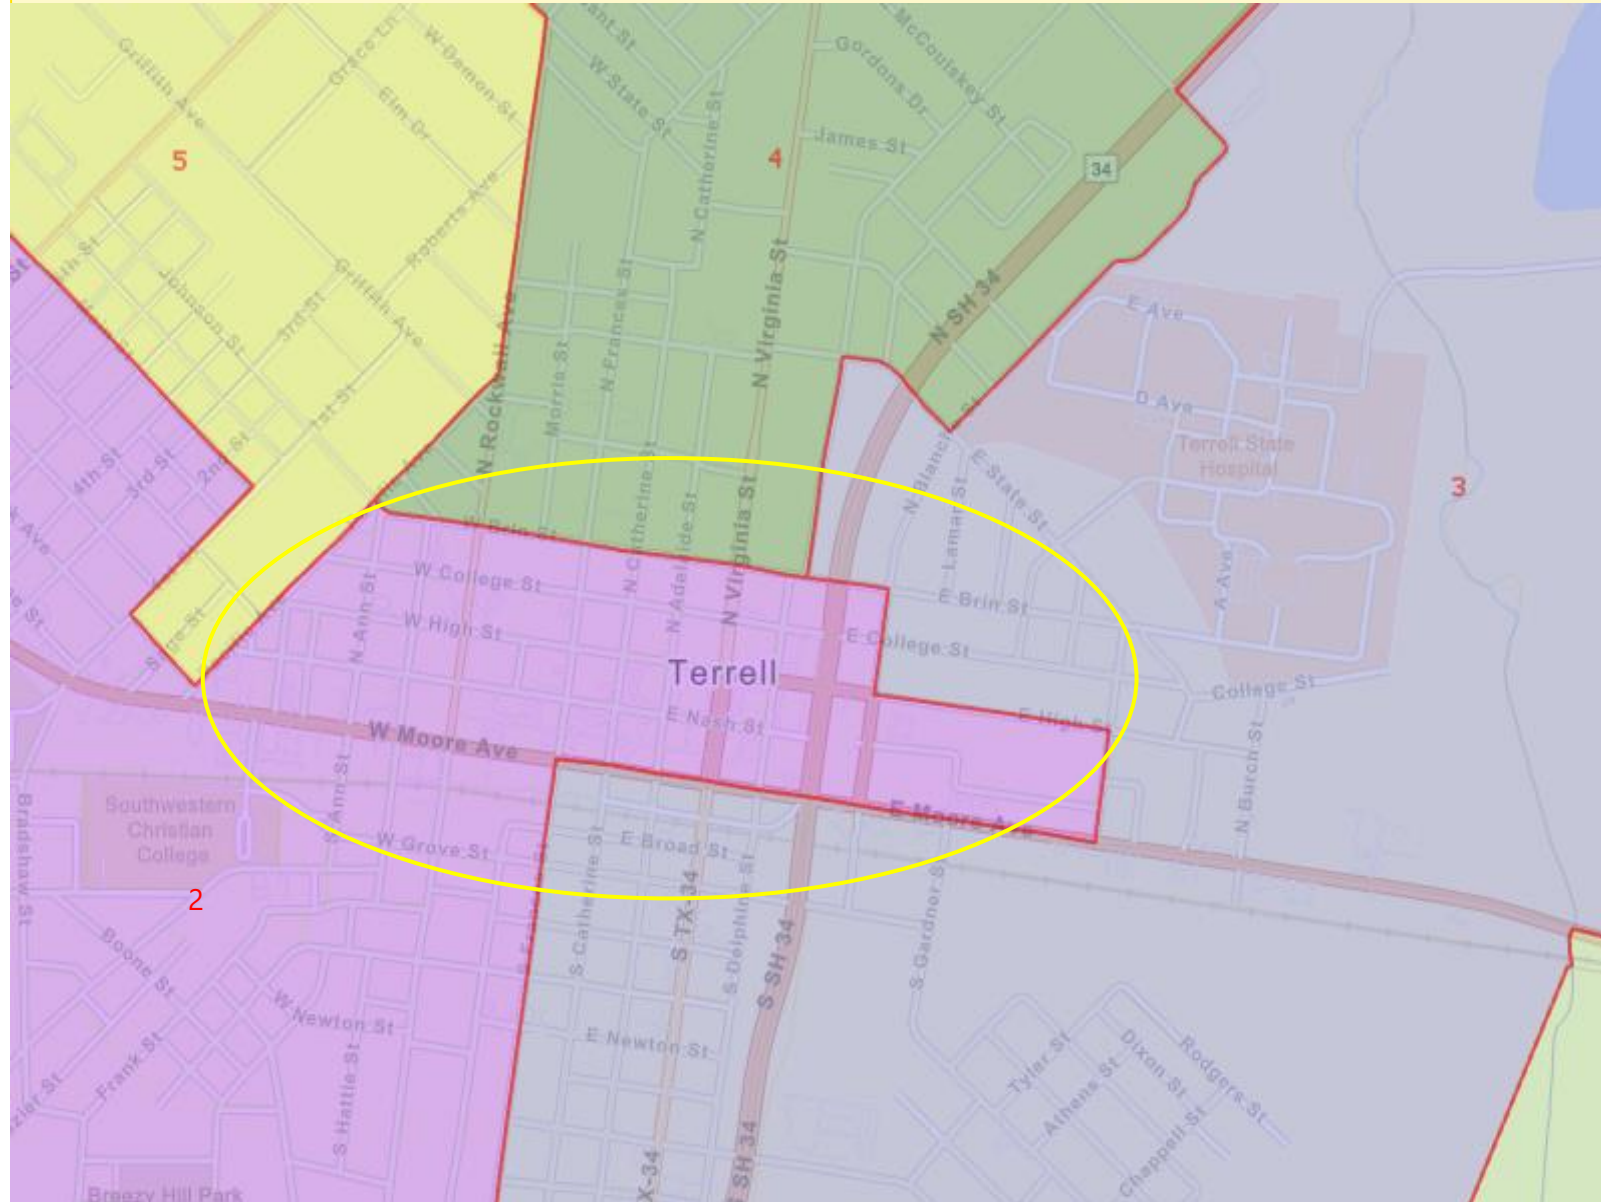 Grace Ln
W Damon St
W State St
Gordons Dr
E McCoulskey St
Griffith Ave
Elm Dr
James St
5
4
34
N Catherine St
Roberts Ave
Johnson St
3rd St
Griffith Ave
N Virginia St
N SH 34
E Ave
N Frances St
N Rockwall Ave
Morris St
1st St
D Ave
4th St
3rd St
2nd St
Terrell State
Hospital
3
N Catherine St
N Adelaide St
N Virginia St
E State St
N Lamar St
W Brin St
W College St
E Brin St
A Ave
N Ann St
W High St
E College St
Terrell
College St
E Nash St
E High St
W Moore Ave
N Burch St
E Moore Ave
Southwestern
Christian
College
Bradshaw St
S Ann St
W Grove St
E Broad St
2
S Catherine St
S TX-34
S Delphine St
S SH 34
S Gardner St
Boone St
W Newton St
E Newton St
Frank St
S Hattie St
Tyler St
Dixon St
Rodgers St
Athens St
Chappell St
X-34
SH 34
Breezy Hill Park